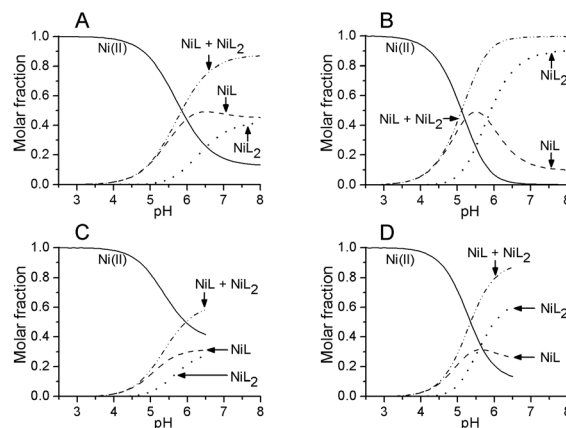 A
Molar fraction
1.0
0.8
0.6
0.4
0.2
0.0
Ni(II)
NiL + NiL2
NiL
NiL2
3 4 5 6 7 8
pH
B
Molar fraction
1.0
0.8
0.6
0.4
0.2
0.0
Ni(II)
NiL2
NiL + NiL2
NiL
3 4 5 6 7 8
pH
C
Molar fraction
1.0
0.8
0.6
0.4
0.2
0.0
Ni(II)
NiL + NiL2
NiL
NiL2
3 4 5 6 7 8
pH
D
Molar fraction
1.0
0.8
0.6
0.4
0.2
0.0
NiL + NiL2
Ni(II)
NiL2
NiL
3 4 5 6 7 8
pH